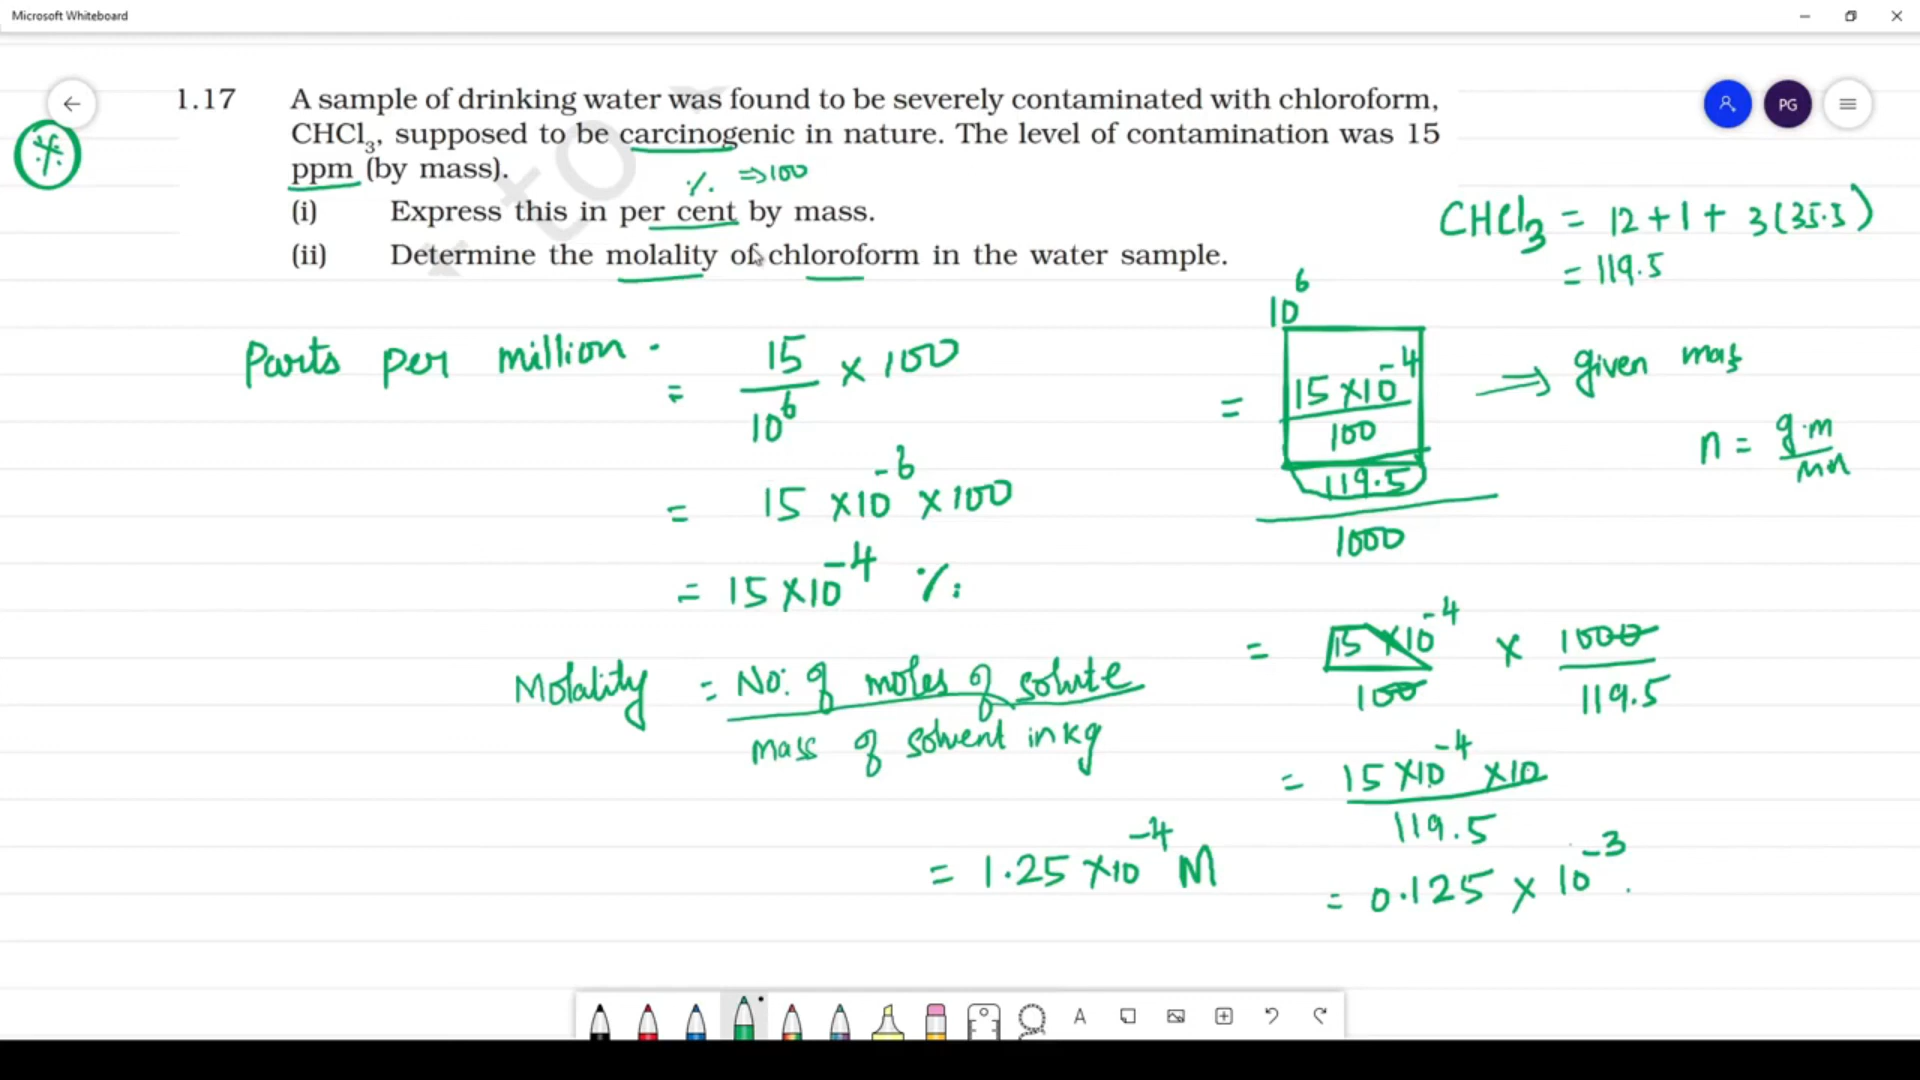 Microsoft Whiteboard
PG
1.17 A sample of drinking water was found to be severely contaminated with chloroform,
CHCl₃, supposed to be carcinogenic in nature. The level of contamination was 15
ppm (by mass).
% ⇒ 100
(i) Express this in per cent by mass.
(ii) Determine the molality of chloroform in the water sample.
CHCl₃ = 12 + 1 + 3(35.5)
= 119.5
Parts per million.
= 15/10⁶ × 100
= 15 × 10⁻⁶ × 100
= 15 × 10⁻⁴ %
Molality = No: of moles of solute / mass of solvent in kg
10⁶
= 15 × 10⁻⁴ / 100 / 119.5 / 1000
⇒ given mass
n = g.m / Mm
= 15 × 10⁻⁴ / 100 × 1000 / 119.5
= 15 × 10⁻⁴ × 10 / 119.5
= 0.125 × 10⁻³.
= 1.25 × 10⁻⁴ M
A